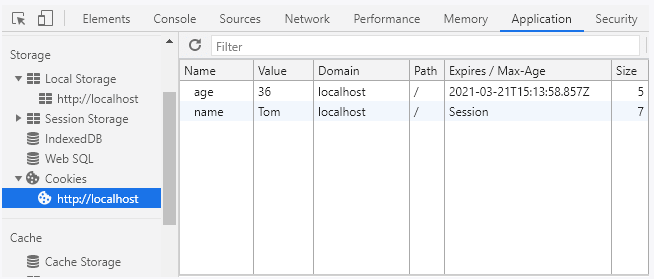 Elements Console Sources Network Performance Memory Application Security
Filter
Storage
Local Storage
http://localhost
Session Storage
IndexedDB
Web SQL
Cookies
http://localhost
Cache
Cache Storage
Name Value Domain Path Expires / Max-Age Size
age 36 localhost / 2021-03-21T15:13:58.857Z 5
name Tom localhost / Session 7